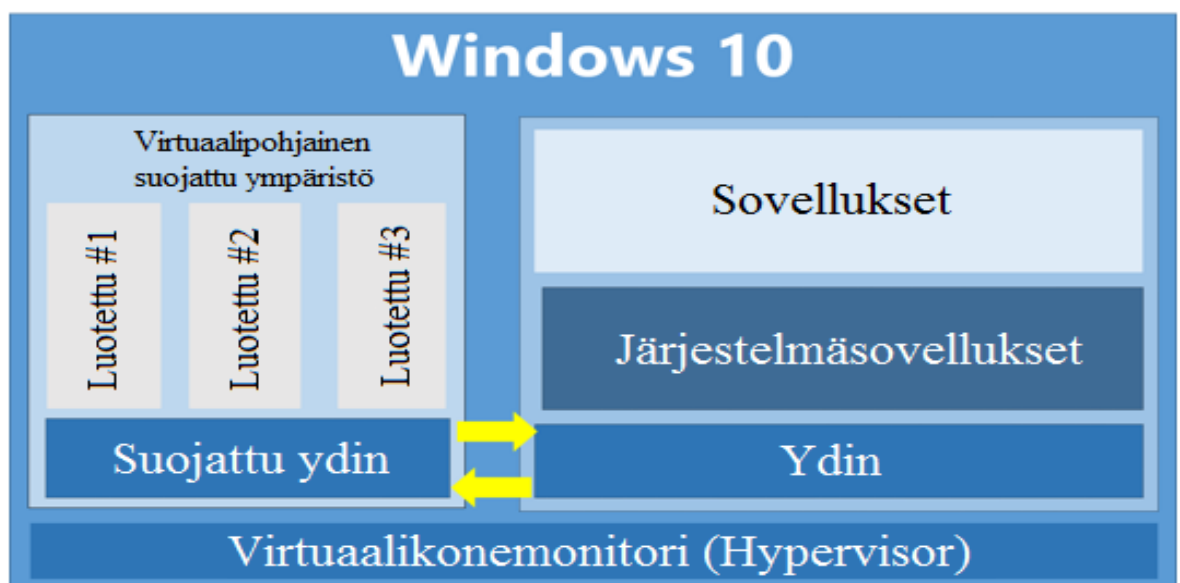 Windows 10
Virtuaalipohjainen
suojattu ympäristö
Luotettu #1
Luotettu #2
Luotettu #3
Suojattu ydin
Sovellukset
Järjestelmäsovellukset
Ydin
Virtuaalikonemonitori (Hypervisor)